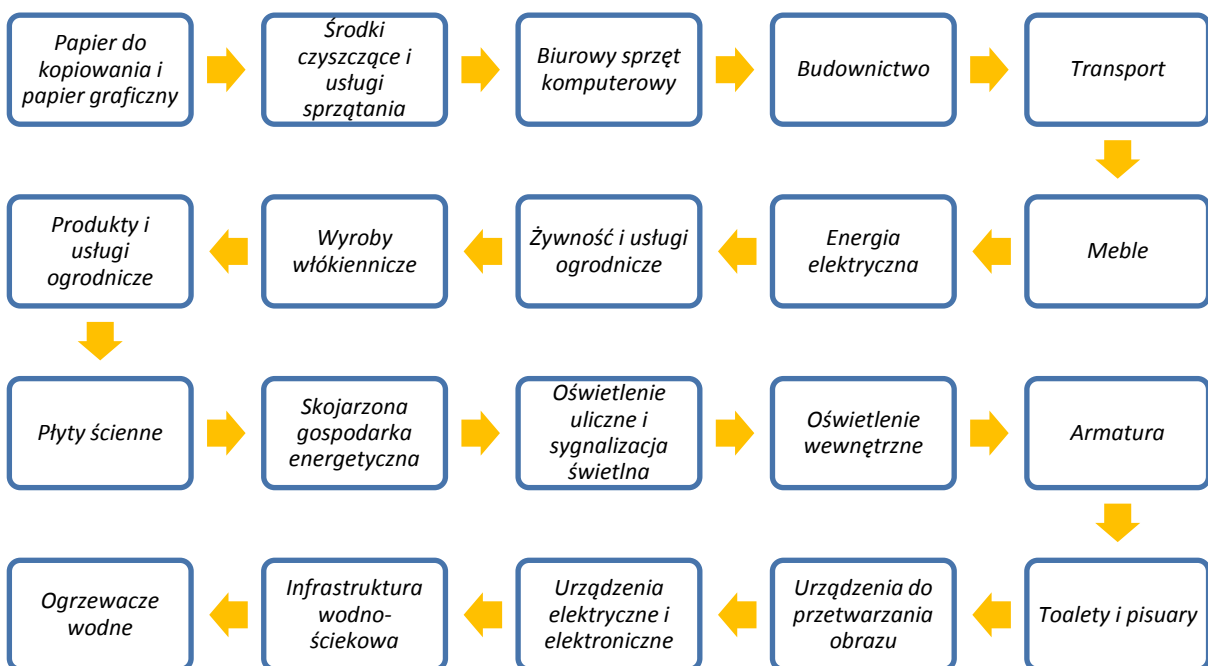 Papier do
kopiowania i
papier graficzny
Środki
czyszczące i
usługi
sprzątania
Biurowy sprzęt
komputerowy
Budownictwo
Transport
Meble
Energia
elektryczna
Żywność i usługi
ogrodnicze
Wyroby
włókiennicze
Produkty i
usługi
ogrodnicze
Płyty ścienne
Skojarzona
gospodarka
energetyczna
Oświetlenie
uliczne i
sygnalizacja
świetlna
Oświetlenie
wewnętrzne
Armatura
Toalety i pisuary
Urządzenia do
przetwarzania
obrazu
Urządzenia
elektryczne i
elektroniczne
Infrastruktura
wodno-
ściekowa
Ogrzewacze
wodne